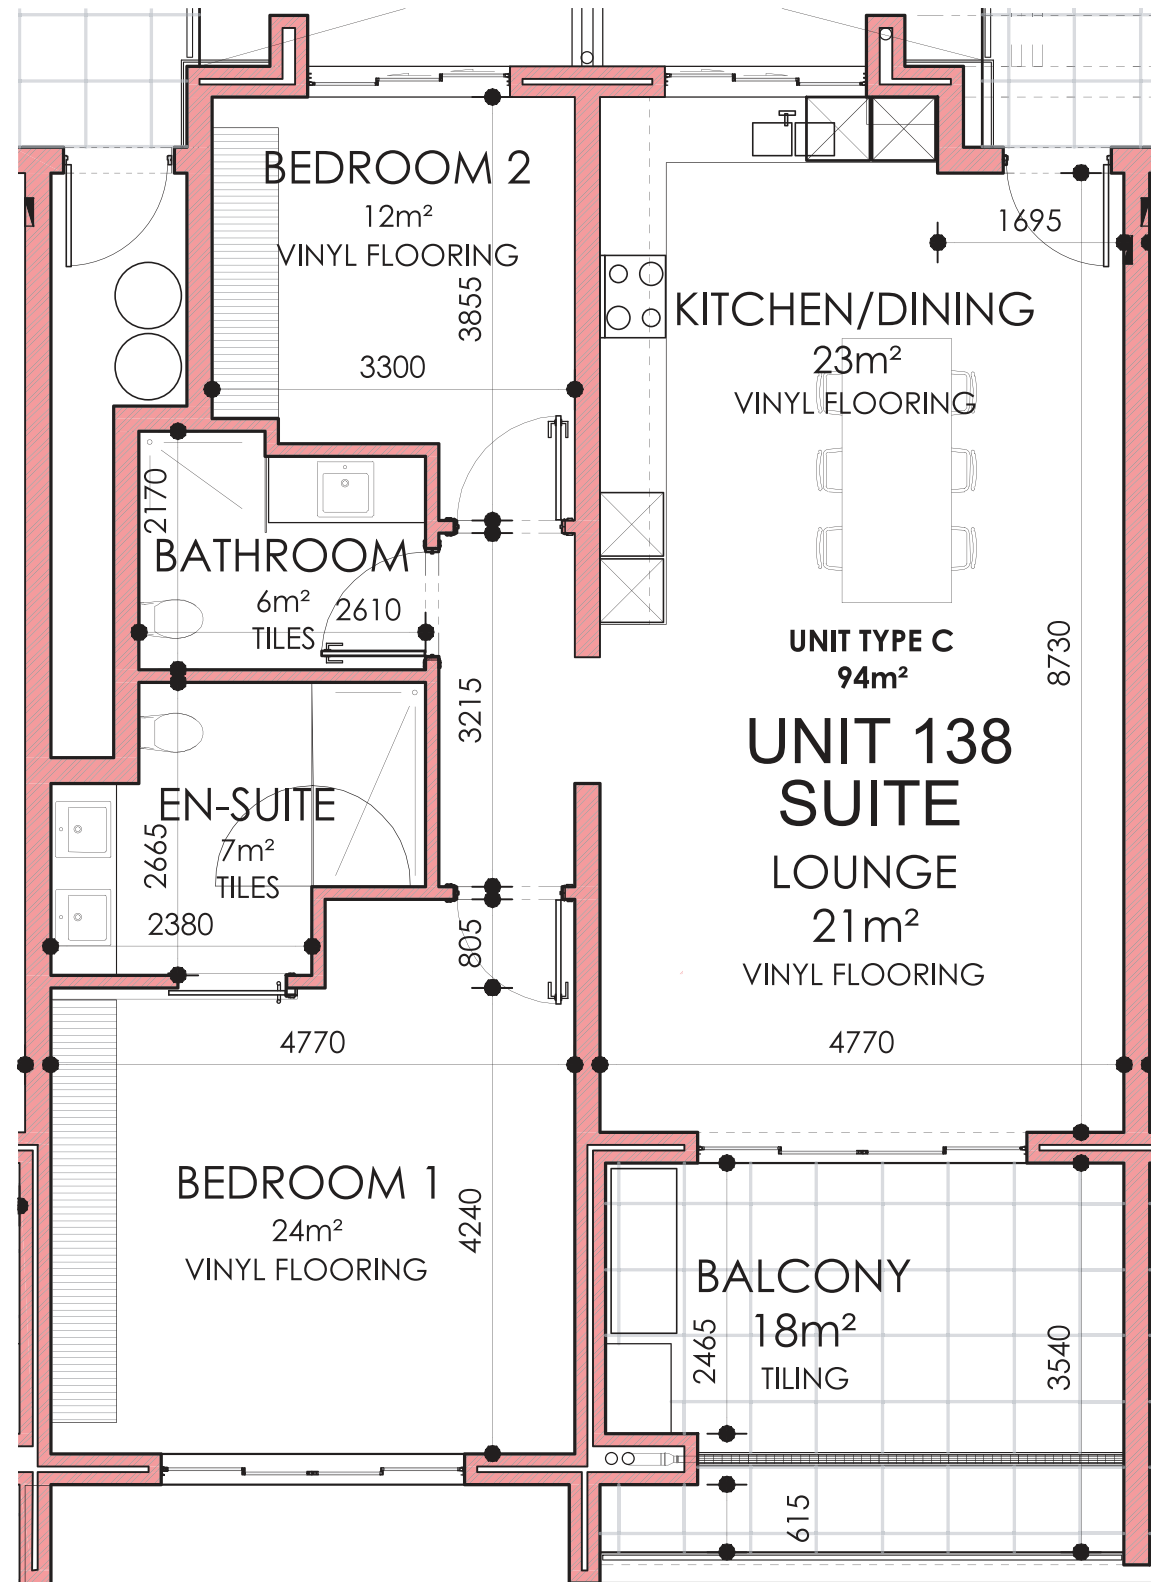 BEDROOM 2
12m²
VINYL FLOORING
3855
3300
1695
KITCHEN/DINING
23m²
VINYL FLOORING
2170
BATHROOM
6m²
2610
TILES
UNIT TYPE C
94m²
8730
3215
UNIT 138
SUITE
EN-SUITE
7m²
TILES
2665
2380
LOUNGE
21m²
VINYL FLOORING
805
4770
4770
BEDROOM 1
24m²
VINYL FLOORING
4240
BALCONY
18m²
TILING
2465
3540
615